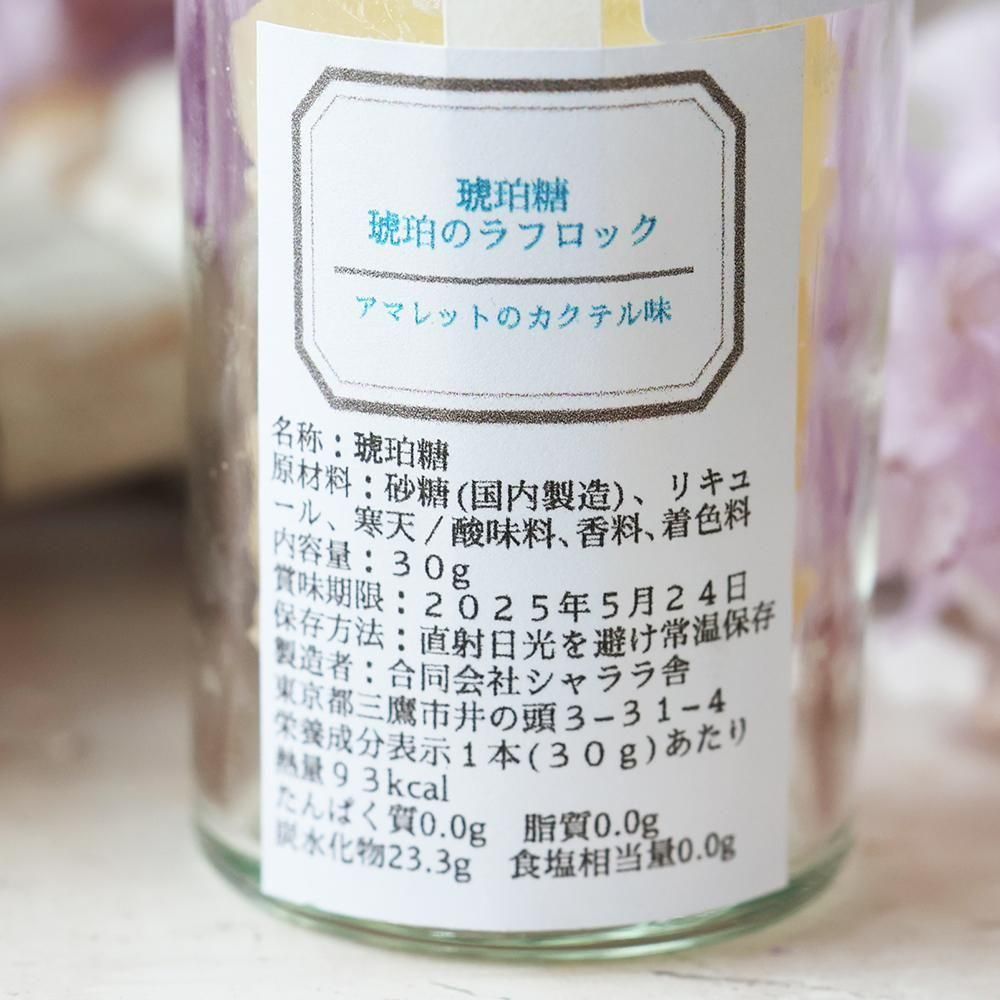 琥珀糖
琥珀のラフロック
アマレットのカクテル味
名称：琥珀糖
原材料：砂糖(国内製造)、リキュ
ール、寒天/酸味料、香料、着色料
内容量：３０g
賞味期限：２０２５年５月２４日
保存方法：直射日光を避け常温保存
製造者：合同会社シャララ舎
東京都三鷹市井の頭３−３１−４
栄養成分表示１本(３０ｇ)あたり
熱量９３kcal
たんぱく質0.0g　脂質0.0g
炭水化物23.3g　食塩相当量0.0g